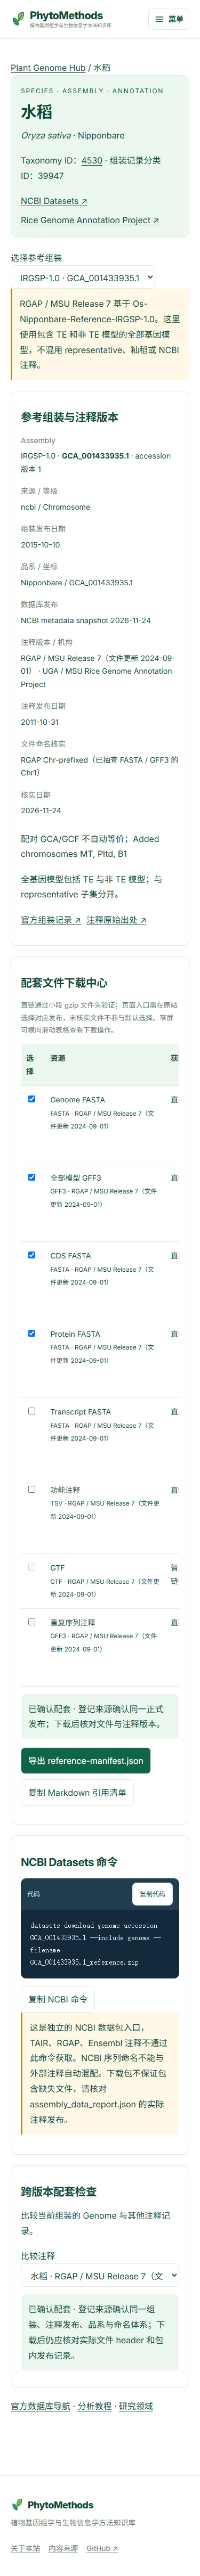 PhytoMethods
植物基因组学与生物信息学方法知识库
菜单
Plant Genome Hub / 水稻
SPECIES · ASSEMBLY · ANNOTATION
水稻
Oryza sativa · Nipponbare
Taxonomy ID：4530 · 组装记录分类
ID：39947
NCBI Datasets ↗
Rice Genome Annotation Project ↗
选择参考组装
IRGSP-1.0 · GCA_001433935.1
RGAP / MSU Release 7 基于 Os-
Nipponbare-Reference-IRGSP-1.0。这里
使用包含 TE 和非 TE 模型的全部基因模
型，不混用 representative、籼稻或 NCBI
注释。
参考组装与注释版本
Assembly
IRGSP-1.0 · GCA_001433935.1 · accession
版本 1
来源 / 等级
ncbi / Chromosome
组装发布日期
2015-10-10
品系 / 坐标
Nipponbare / GCA_001433935.1
数据库发布
NCBI metadata snapshot 2026-11-24
注释版本 / 机构
RGAP / MSU Release 7（文件更新 2024-09-
01） · UGA / MSU Rice Genome Annotation
Project
注释发布日期
2011-10-31
文件命名核实
RGAP Chr-prefixed（已抽查 FASTA / GFF3 的
Chr1）
核实日期
2026-11-24
配对 GCA/GCF 不自动等价；Added
chromosomes MT, Pltd, B1
全基因模型包括 TE 与非 TE 模型；与
representative 子集分开。
官方组装记录 ↗ 注释原始出处 ↗
配套文件下载中心
直链通过小段 gzip 文件头验证；页面入口需在原站
选择对应发布，未核实文件不参与默认选择。窄屏
可横向滑动表格查看下载操作。
选择 资源 获
Genome FASTA 直
FASTA · RGAP / MSU Release 7（文
件更新 2024-09-01）
全部模型 GFF3 直
GFF3 · RGAP / MSU Release 7（文件
更新 2024-09-01）
CDS FASTA 直
FASTA · RGAP / MSU Release 7（文
件更新 2024-09-01）
Protein FASTA 直
FASTA · RGAP / MSU Release 7（文
件更新 2024-09-01）
Transcript FASTA 直
FASTA · RGAP / MSU Release 7（文
件更新 2024-09-01）
功能注释 直
TSV · RGAP / MSU Release 7（文件更
新 2024-09-01）
GTF 暂
GTF · RGAP / MSU Release 7（文件更 链
新 2024-09-01）
重复序列注释 直
GFF3 · RGAP / MSU Release 7（文件
更新 2024-09-01）
已确认配套 · 登记来源确认同一正式
发布；下载后核对文件与注释版本。
导出 reference-manifest.json
复制 Markdown 引用清单
NCBI Datasets 命令
代码
复制代码
datasets download genome accession
GCA_001433935.1 --include genome --
filename
GCA_001433935.1_reference.zip
复制 NCBI 命令
这是独立的 NCBI 数据包入口，
TAIR、RGAP、Ensembl 注释不通过
此命令获取。NCBI 序列命名不能与
外部注释自动混配。下载包不保证包
含缺失文件，请核对
assembly_data_report.json 的实际
注释发布。
跨版本配套检查
比较当前组装的 Genome 与其他注释记
录。
比较注释
水稻 · RGAP / MSU Release 7（文
已确认配套 · 登记来源确认同一组
装、注释发布、品系与命名体系；下
载后仍应核对实际文件 header 和包
内发布记录。
官方数据库导航 · 分析教程 · 研究领域
PhytoMethods
植物基因组学与生物信息学方法知识库
关于本站 内容来源 GitHub ↗